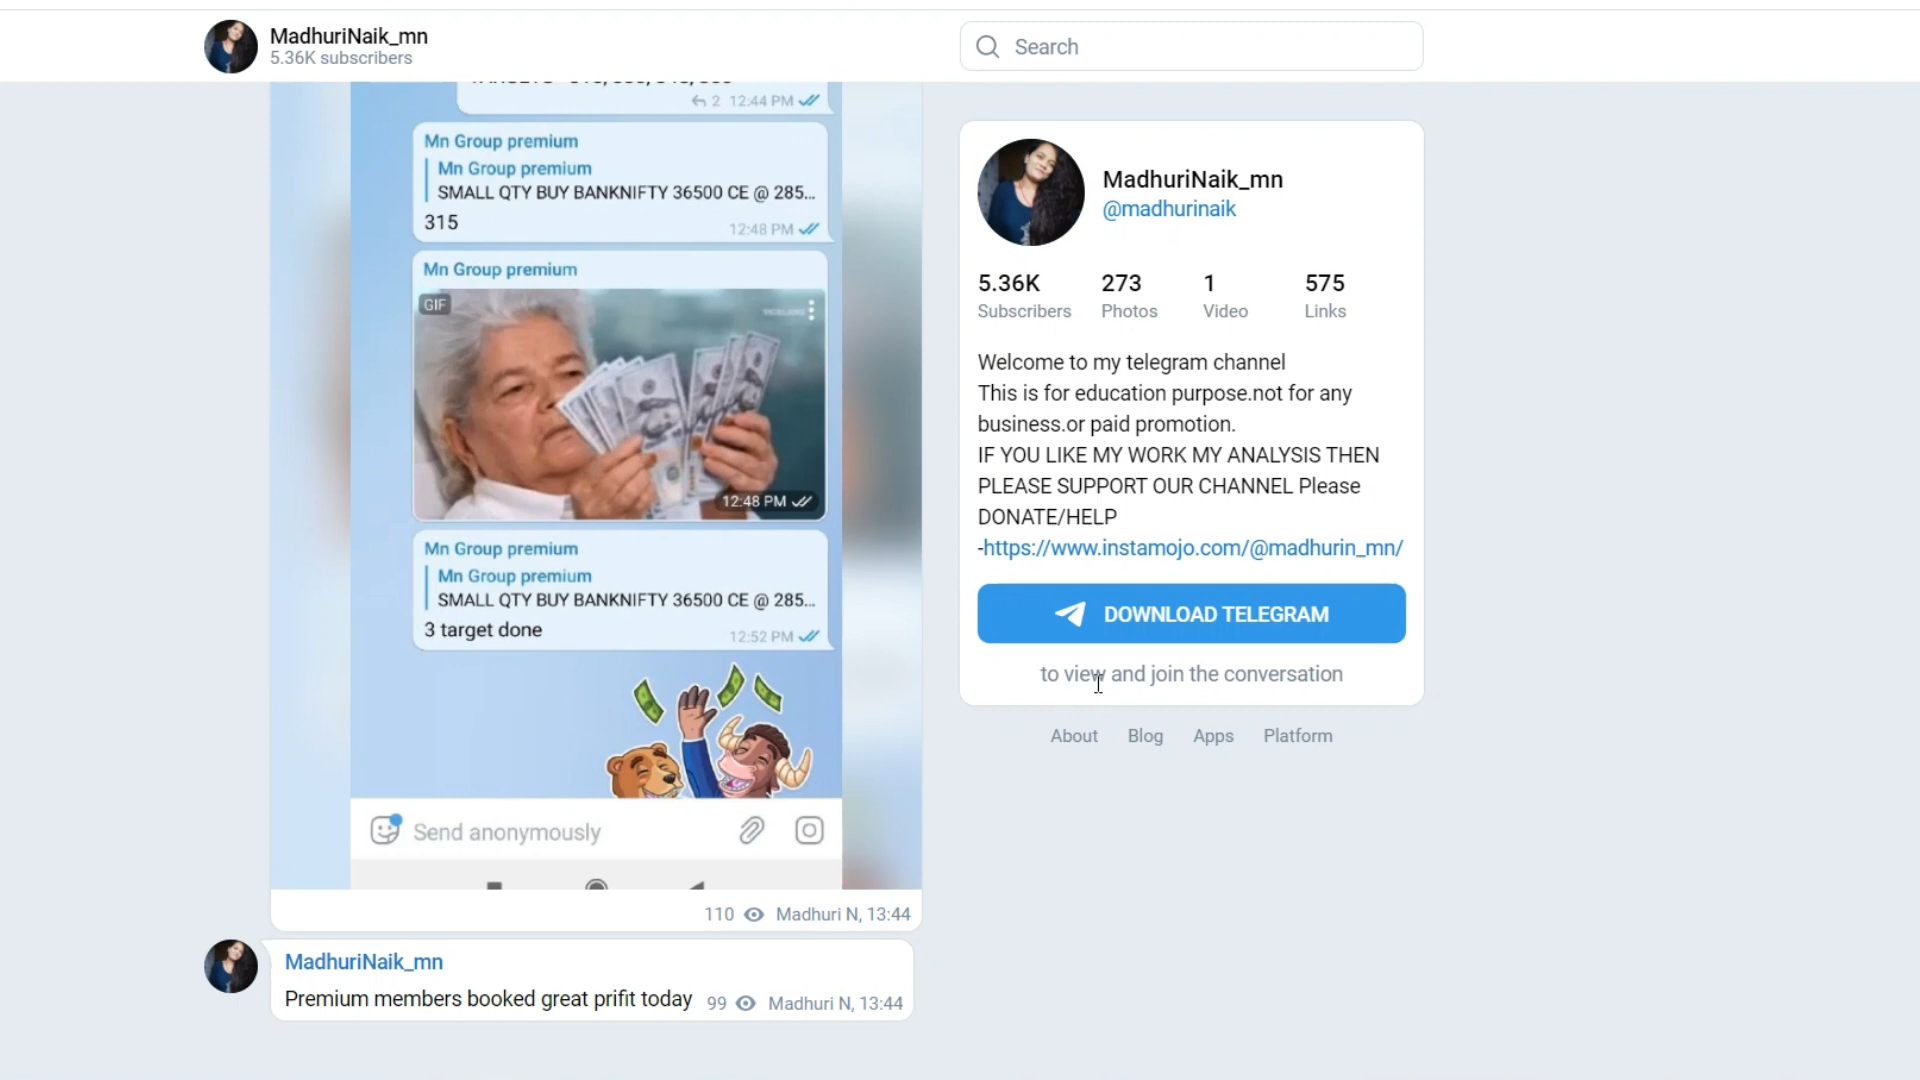 MadhuriNaik_mn
5.36K subscribers
Search
2 12:44 PM
Mn Group premium
Mn Group premium
SMALL QTY BUY BANKNIFTY 36500 CE @ 285...
315
12:48 PM
Mn Group premium
GIF
12:48 PM
Mn Group premium
Mn Group premium
SMALL QTY BUY BANKNIFTY 36500 CE @ 285...
3 target done
12:52 PM
Send anonymously
110 Madhuri N, 13:44
MadhuriNaik_mn
Premium members booked great prifit today 99 Madhuri N, 13:44
MadhuriNaik_mn
@madhurinaik
5.36K 273 1 575
Subscribers Photos Video Links
Welcome to my telegram channel
This is for education purpose.not for any
business.or paid promotion.
IF YOU LIKE MY WORK MY ANALYSIS THEN
PLEASE SUPPORT OUR CHANNEL Please
DONATE/HELP
-https://www.instamojo.com/@madhurin_mn/
DOWNLOAD TELEGRAM
to view and join the conversation
About Blog Apps Platform